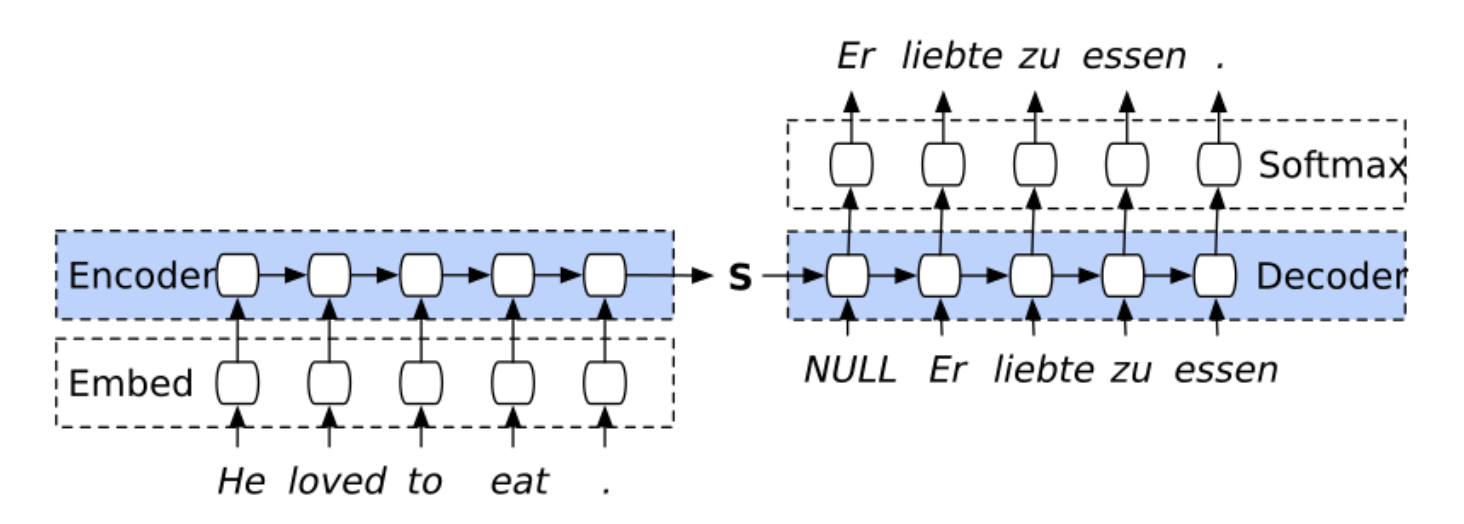 Er liebte zu essen .
Softmax
Encoder
S
Decoder
NULL Er liebte zu essen
Embed
He loved to eat .